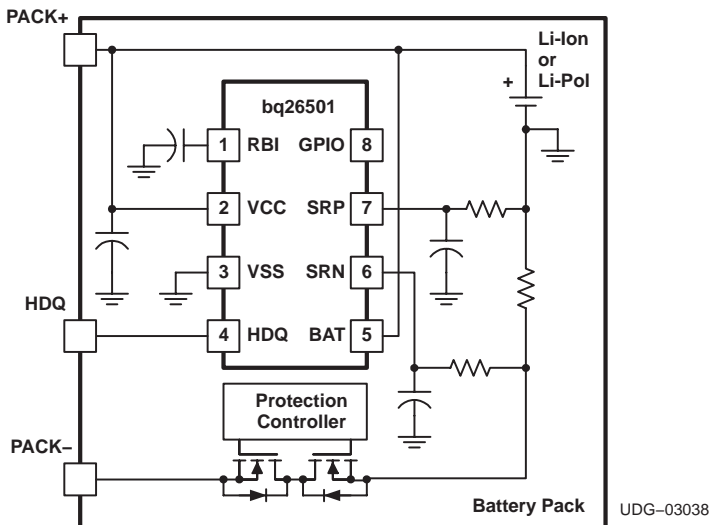 PACK+
Li-Ion
or
Li-Pol
+
bq26501
1 RBI GPIO 8
2 VCC SRP 7
3 VSS SRN 6
HDQ
4 HDQ BAT 5
Protection
Controller
PACK–
Battery Pack
UDG–03038